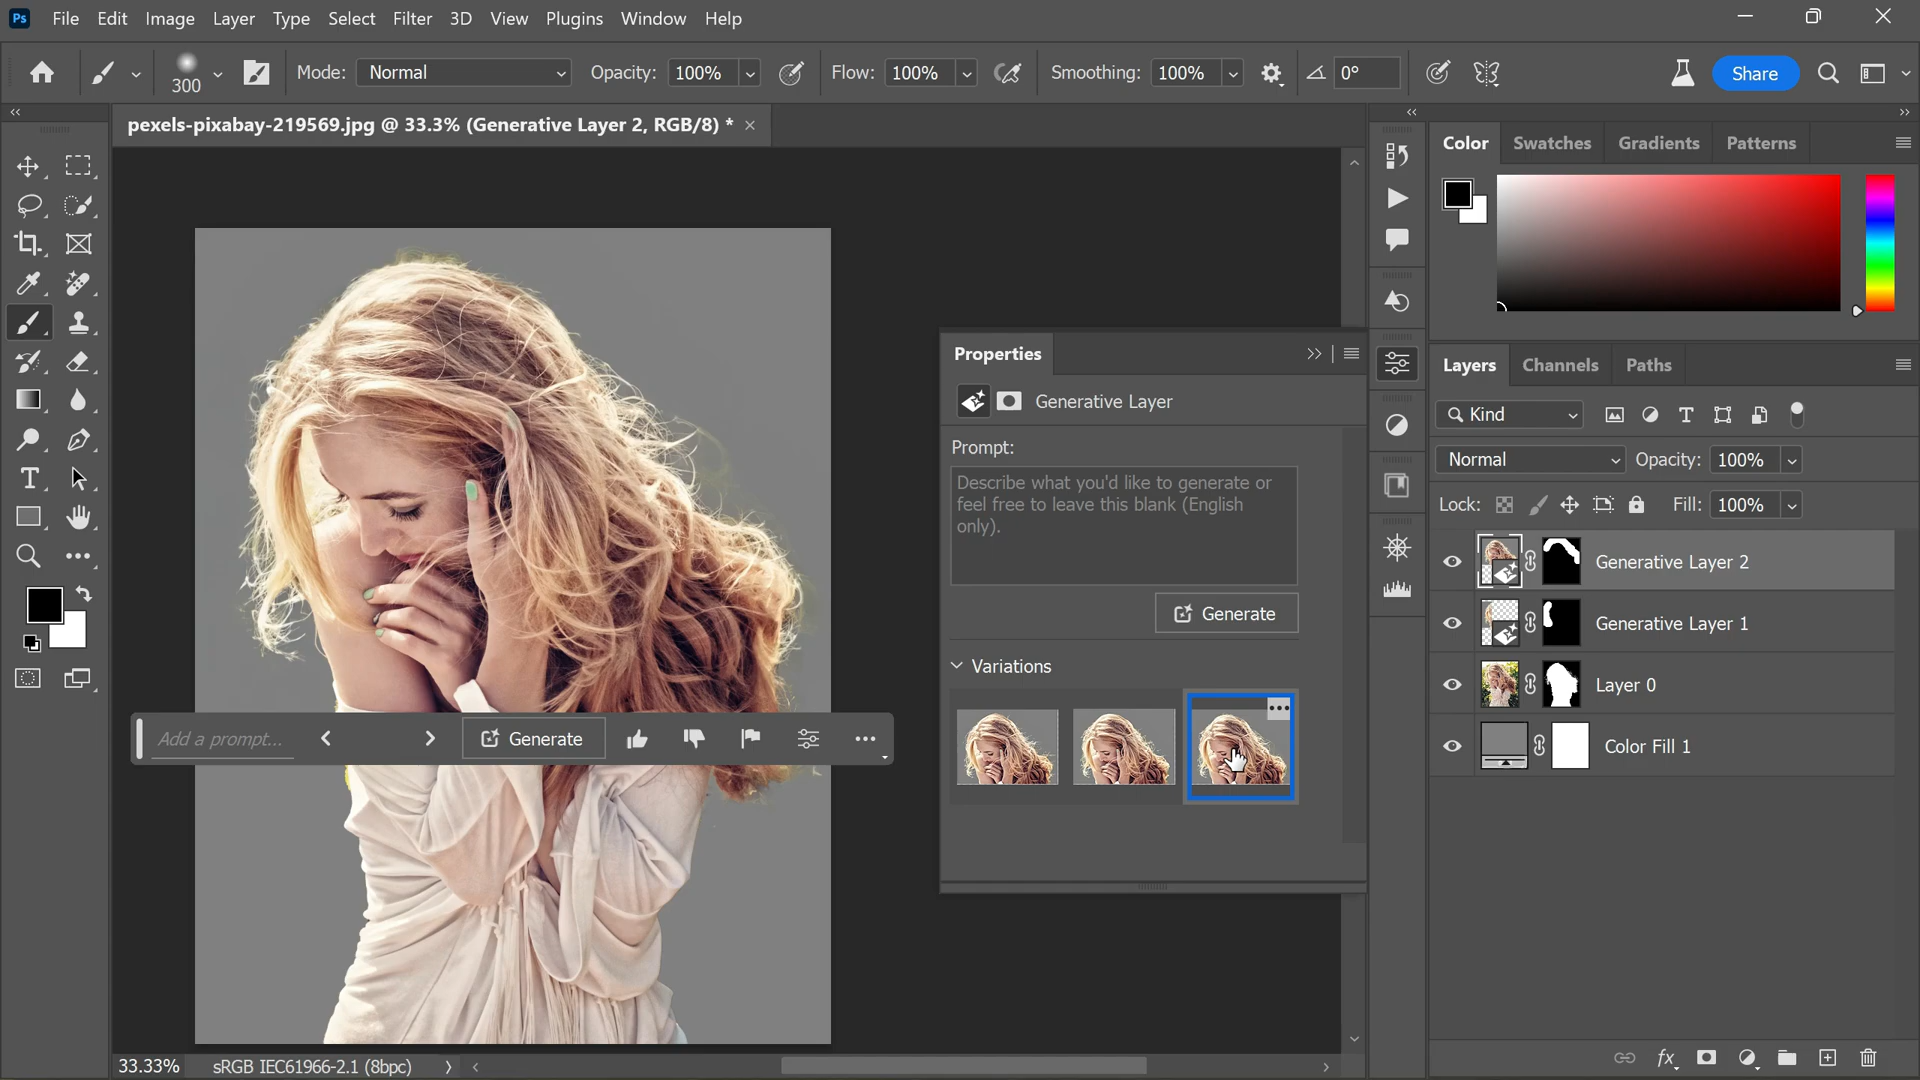 Ps File Edit Image Layer Type Select Filter 3D View Plugins Window Help
300 Mode: Normal Opacity: 100% Flow: 100% Smoothing: 100% 0° Share
pexels-pixabay-219569.jpg @ 33.3% (Generative Layer 2, RGB/8) *
Color Swatches Gradients Patterns
Properties
Generative Layer
Prompt:
Describe what you'd like to generate or
feel free to leave this blank (English
only).
Generate
Variations
Add a prompt...
Generate
Layers Channels Paths
Kind
Normal Opacity: 100%
Lock: Fill: 100%
Generative Layer 2
Generative Layer 1
Layer 0
Color Fill 1
fx
33.33% sRGB IEC61966-2.1 (8bpc)